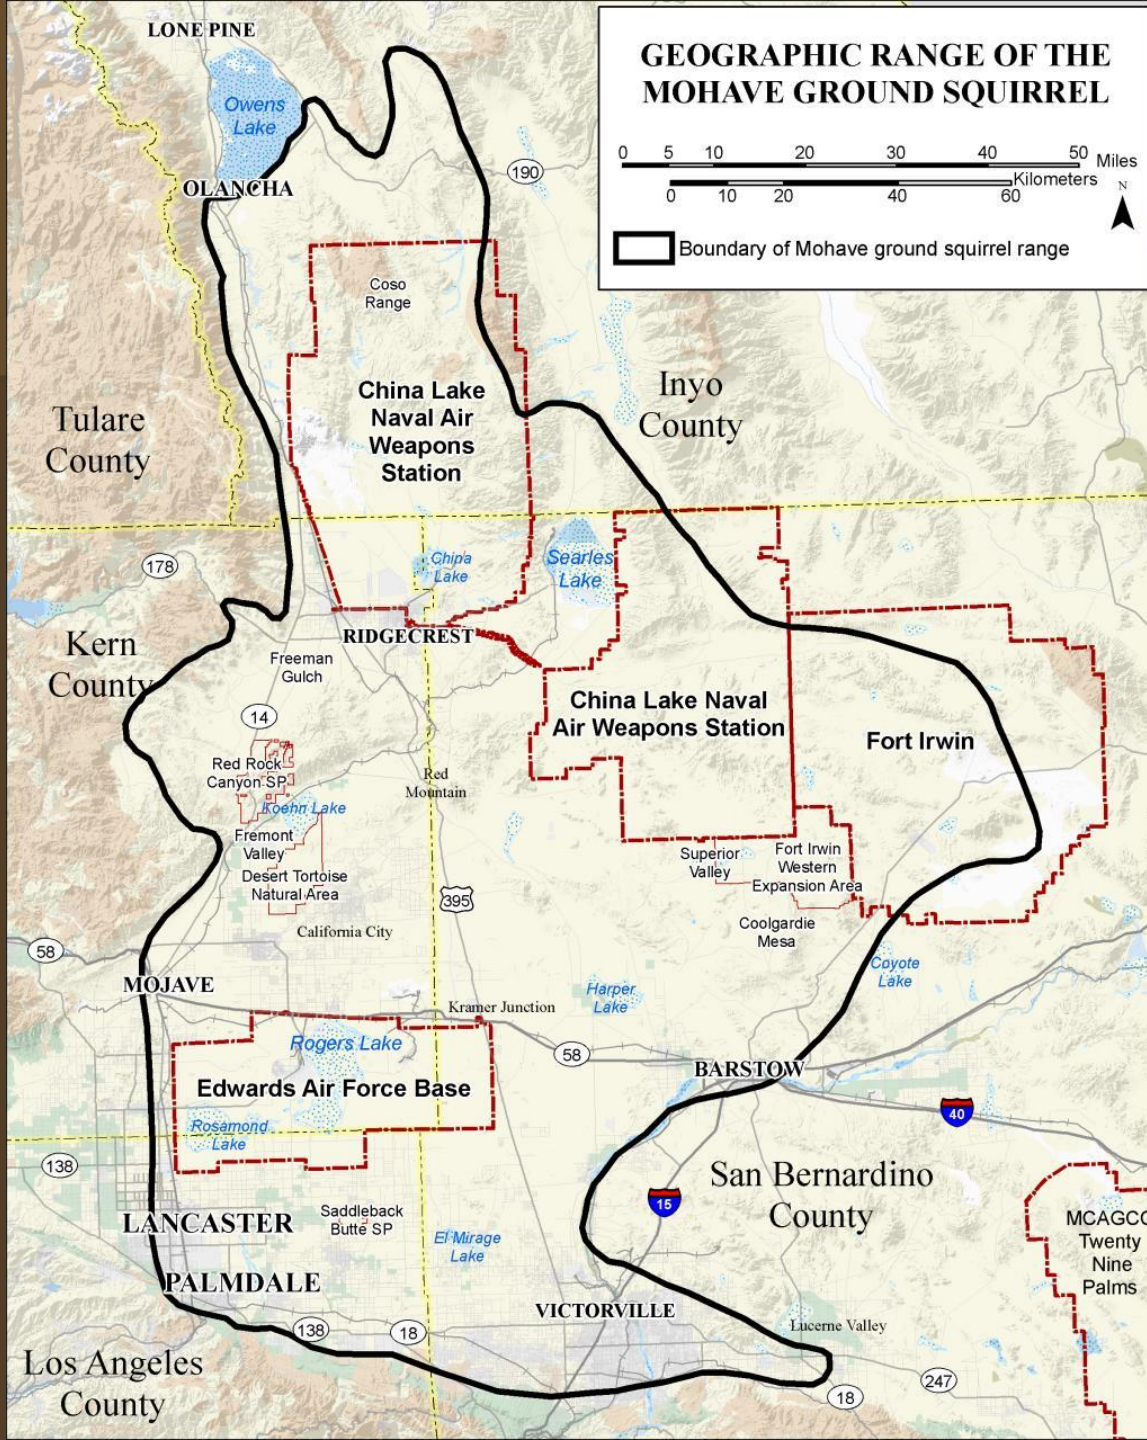 LONE PINE
GEOGRAPHIC RANGE OF THE
MOHAVE GROUND SQUIRREL
0 5 10 20 30 40 50 Miles
Kilometers
0 10 20 40 60
N
Boundary of Mohave ground squirrel range
Owens
Lake
190
OLANCHA
Coso
Range
China Lake
Naval Air
Weapons
Station
Inyo
County
Tulare
County
178
China
Lake
Searles
Lake
Kern
County
RIDGECREST
Freeman
Gulch
14
China Lake Naval
Air Weapons Station
Fort Irwin
Red Rock
Canyon SP
Red
Mountain
Koehn Lake
Fremont
Valley
Desert Tortoise
Natural Area
Superior
Valley
Fort Irwin
Western
Expansion Area
395
California City
Coolgardie
Mesa
58
Coyote
Lake
MOJAVE
Harper
Lake
Kramer Junction
Rogers Lake
58
BARSTOW
Edwards Air Force Base
40
Rosamond
Lake
138
San Bernardino
County
15
LANCASTER
Saddleback
Butte SP
MCAGCC
Twenty
Nine
Palms
El Mirage
Lake
PALMDALE
VICTORVILLE
Lucerne Valley
138
18
Los Angeles
County
247
18